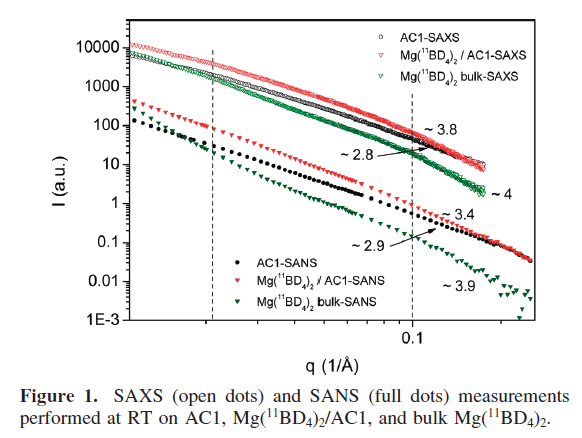 AC1-SAXS
Mg(¹¹BD₄)₂ / AC1-SAXS
Mg(¹¹BD₄)₂ bulk-SAXS
10000
1000
100
10
1
0.1
0.01
1E-3
I (a.u.)
~ 3.8
~ 2.8
~ 4
~ 3.4
~ 2.9
~ 3.9
AC1-SANS
Mg(¹¹BD₄)₂ / AC1-SANS
Mg(¹¹BD₄)₂ bulk-SANS
0.1
q (1/Å)
Figure 1. SAXS (open dots) and SANS (full dots) measurements
performed at RT on AC1, Mg(¹¹BD₄)₂/AC1, and bulk Mg(¹¹BD₄)₂.